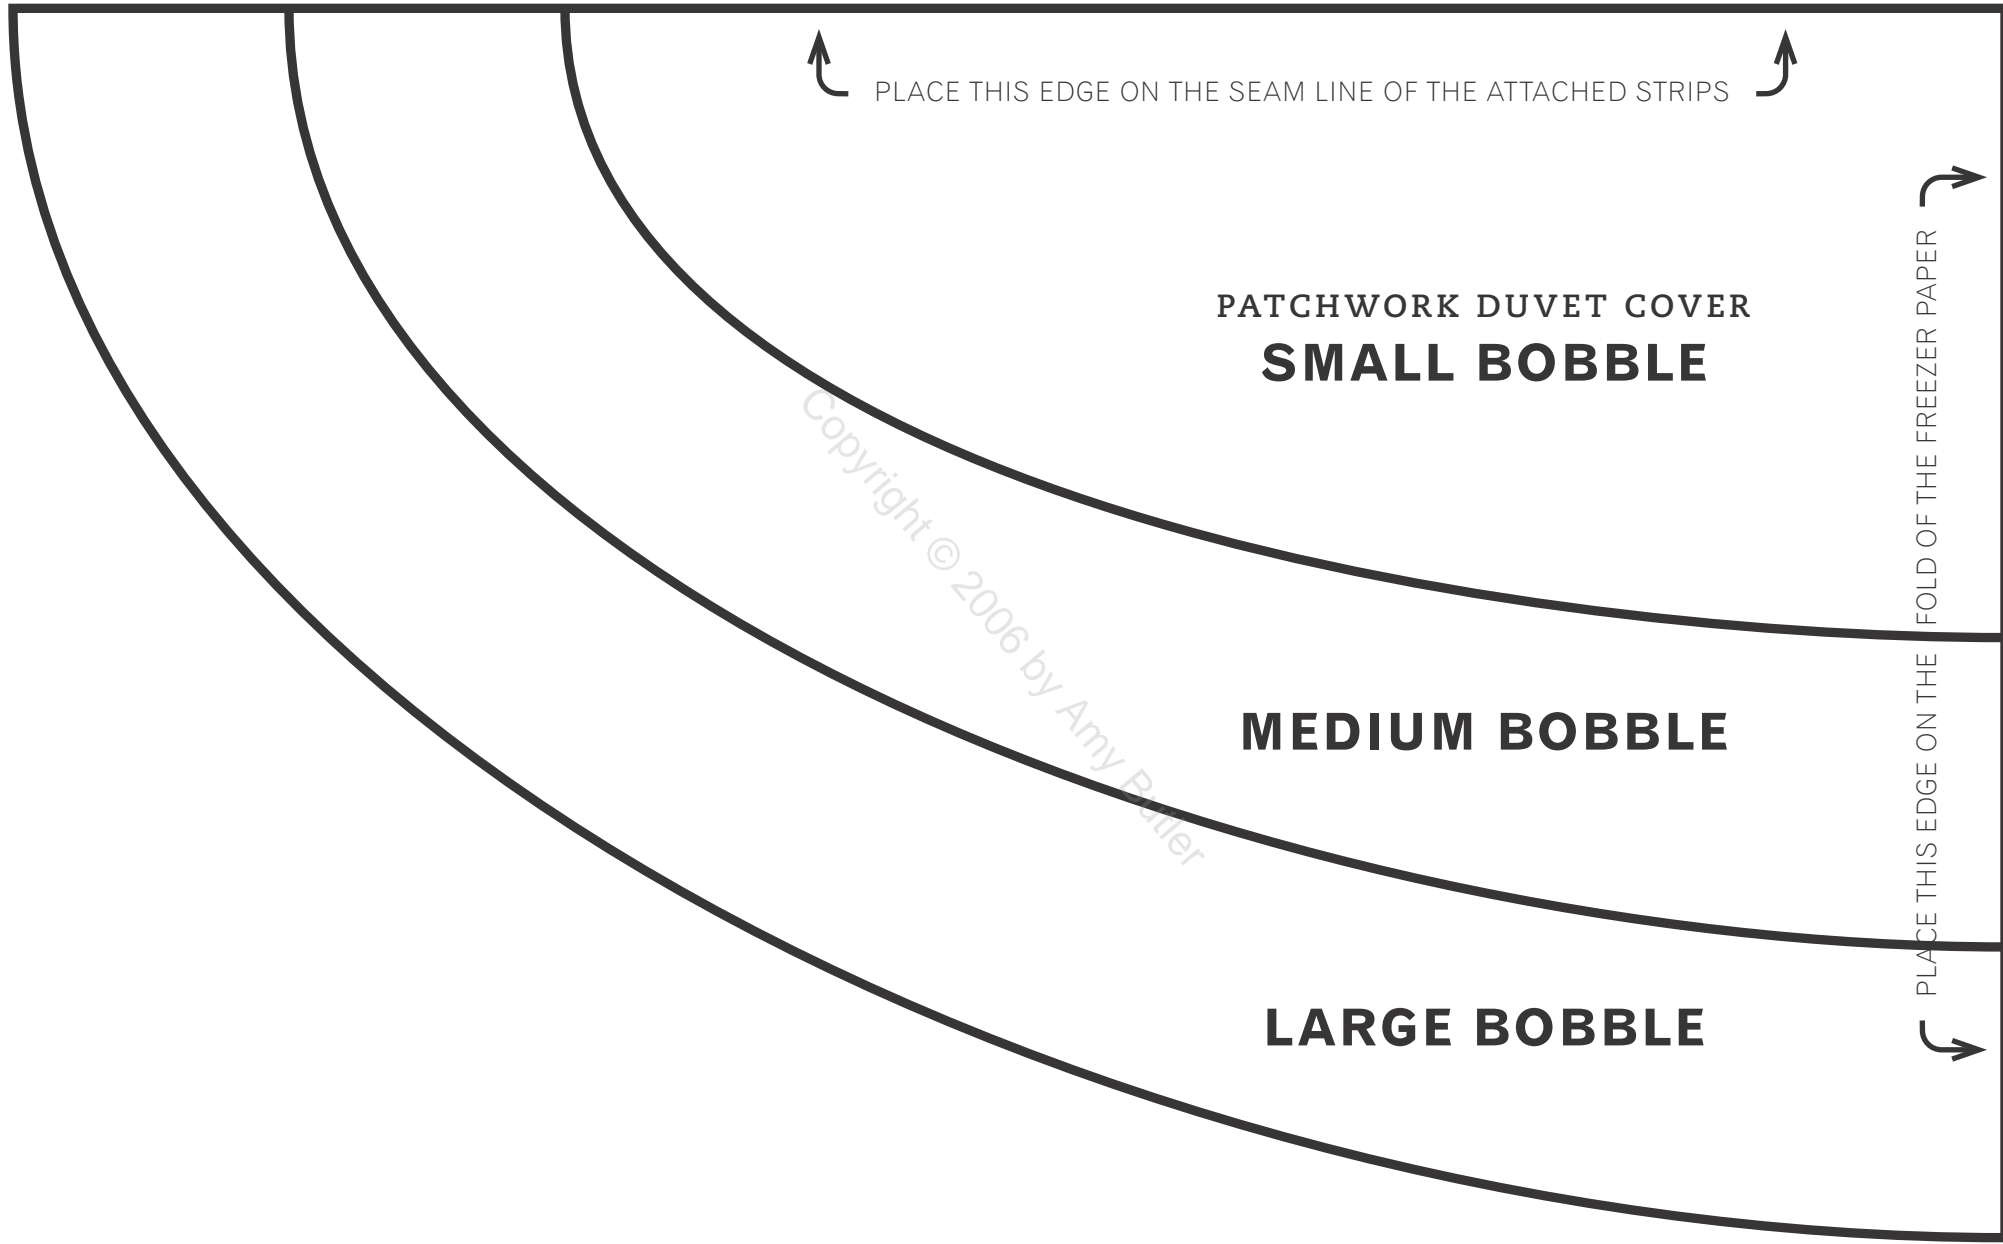 PLACE THIS EDGE ON THE SEAM LINE OF THE ATTACHED STRIPS
PATCHWORK DUVET COVER
SMALL BOBBLE
PLACE THIS EDGE ON THE FOLD OF THE FREEZER PAPER
Copyright © 2006 by Amy Butler
MEDIUM BOBBLE
LARGE BOBBLE